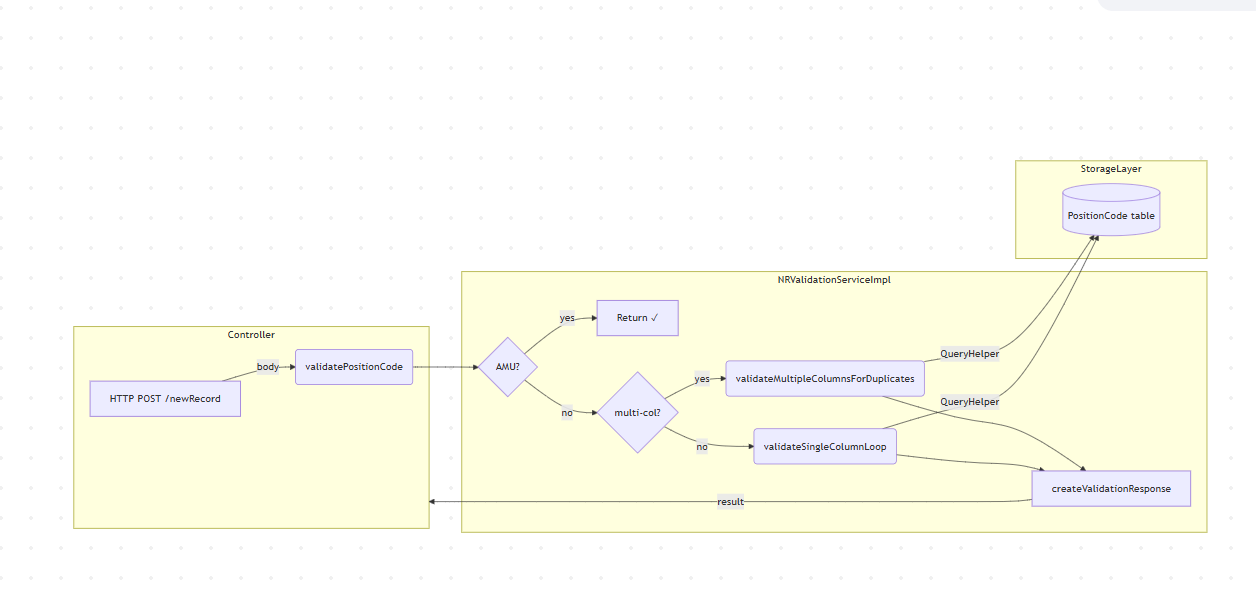 StorageLayer
PositionCode table
NRValidationServiceImpl
Controller
HTTP POST /newRecord
body
validatePositionCode
AMU?
yes
Return ✓
no
multi-col?
yes
validateMultipleColumnsForDuplicates
QueryHelper
no
validateSingleColumnLoop
QueryHelper
createValidationResponse
result